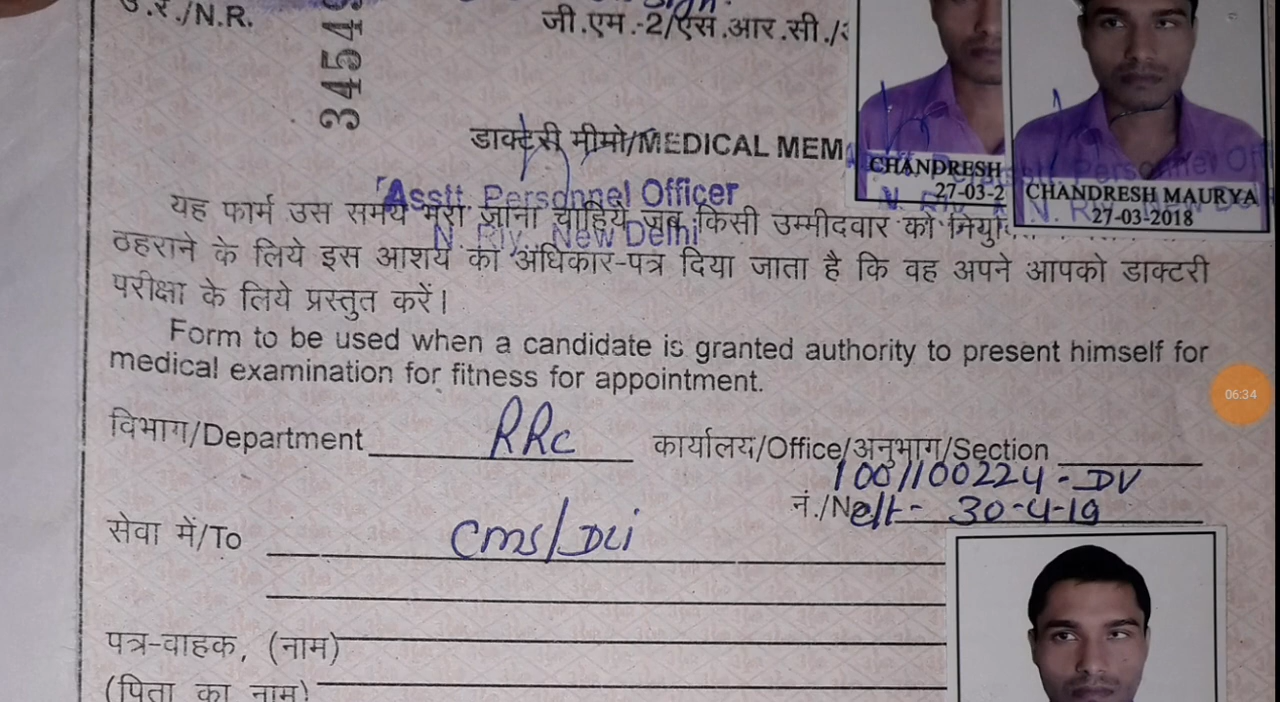 उ.रे./N.R.
जी.एम.-2/एस.आर.सी./
3454
डाक्टरी मीमो/MEDICAL MEM
CHANDRESH
27-03-2
CHANDRESH MAURYA
27-03-2018
Asstt. Personnel Officer
N. Rly. New Delhi
यह फार्म उस समय भरा जाना चाहिये जब किसी उम्मीदवार को
ठहराने के लिये इस आशय का अधिकार-पत्र दिया जाता है कि वह अपने आपको डाक्टरी
परीक्षा के लिये प्रस्तुत करें।
Form to be used when a candidate is granted authority to present himself for
medical examination for fitness for appointment.
विभाग/Department RRC कार्यालय/Office/अनुभाग/Section
100/100224-DV
नं./No 30-4-19
सेवा में/To CMS/DLI
पत्र-वाहक, (नाम)
(पिता का नाम)
06:34